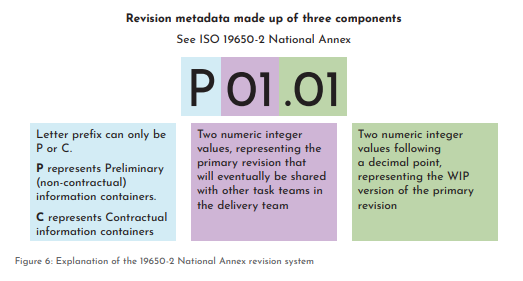 Revision metadata made up of three components
See ISO 19650-2 National Annex
P 01 .01
Letter prefix can only be
P or C.
P represents Preliminary
(non-contractual)
information containers.
C represents Contractual
information containers
Two numeric integer
values, representing the
primary revision that
will eventually be shared
with other task teams in
the delivery team
Two numeric integer
values following
a decimal point,
representing the WIP
version of the primary
revision
Figure 6: Explanation of the 19650-2 National Annex revision system